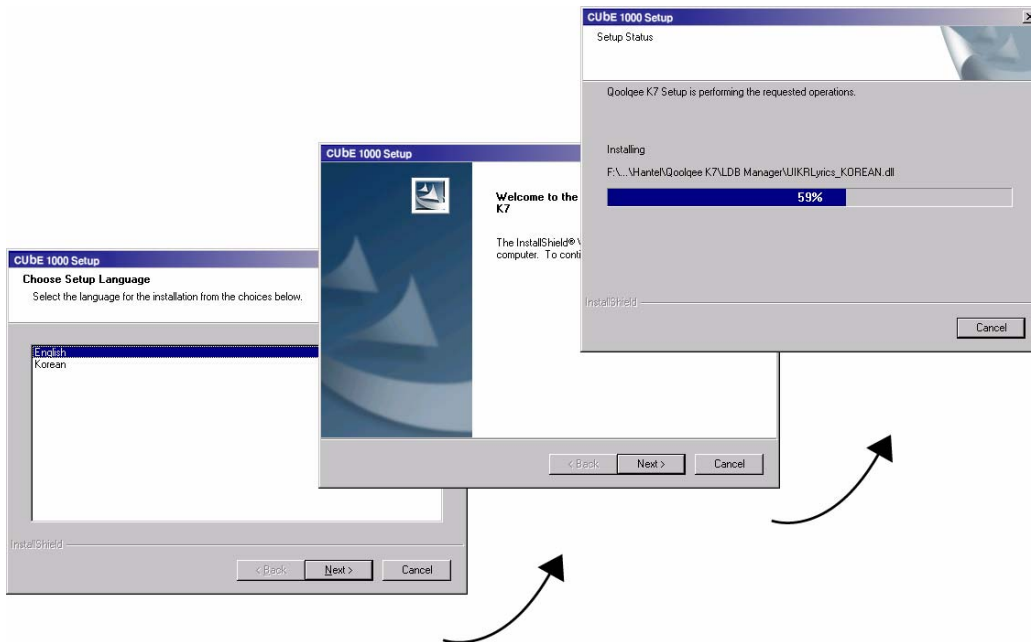 CUbE 1000 Setup
Choose Setup Language
Select the language for the installation from the choices below.
English
Korean
InstallShield
< Back
Next >
Cancel
CUbE 1000 Setup
Welcome to the
K7
The InstallShield®
computer. To conti
< Back
Next >
Cancel
CUbE 1000 Setup
Setup Status
Qoolqee K7 Setup is performing the requested operations.
Installing
F:\...\Hantel\Qoolqee K7\LDB Manager\UIKRLyrics_KOREAN.dll
59%
InstallShield
Cancel